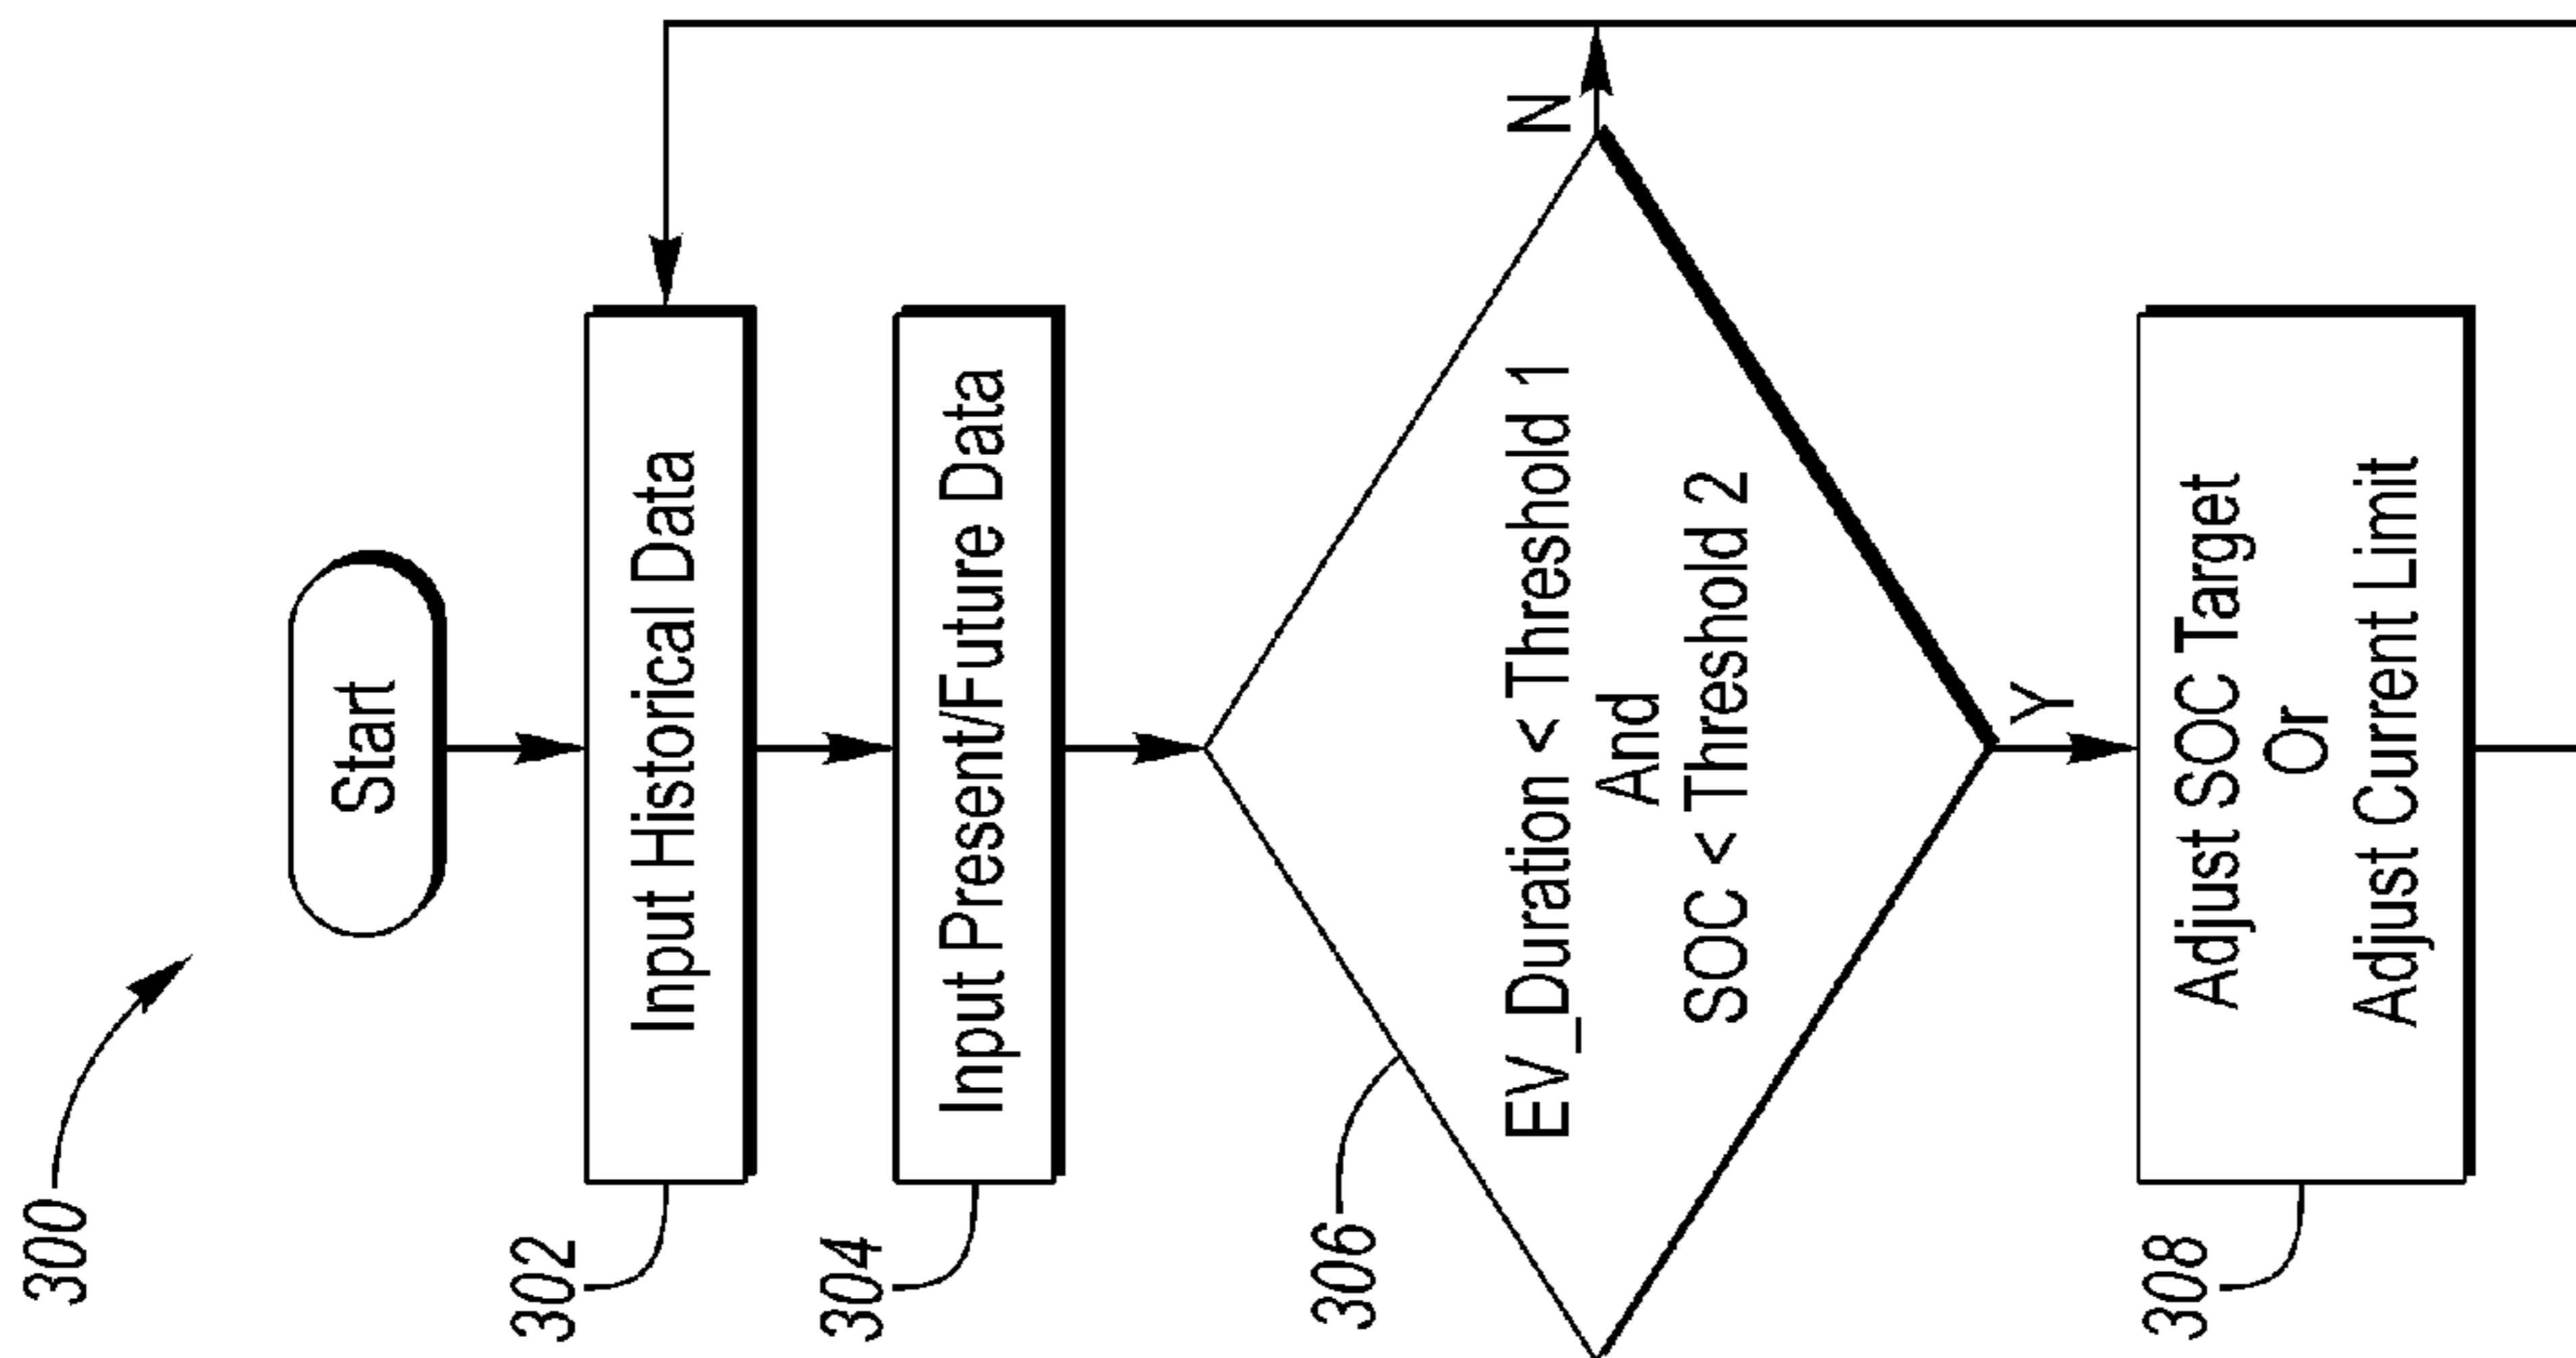 300
Start
302
Input Historical Data
304
Input Present/Future Data
306
EV_Duration < Threshold 1
And
SOC < Threshold 2
N
Y
308
Adjust SOC Target
Or
Adjust Current Limit